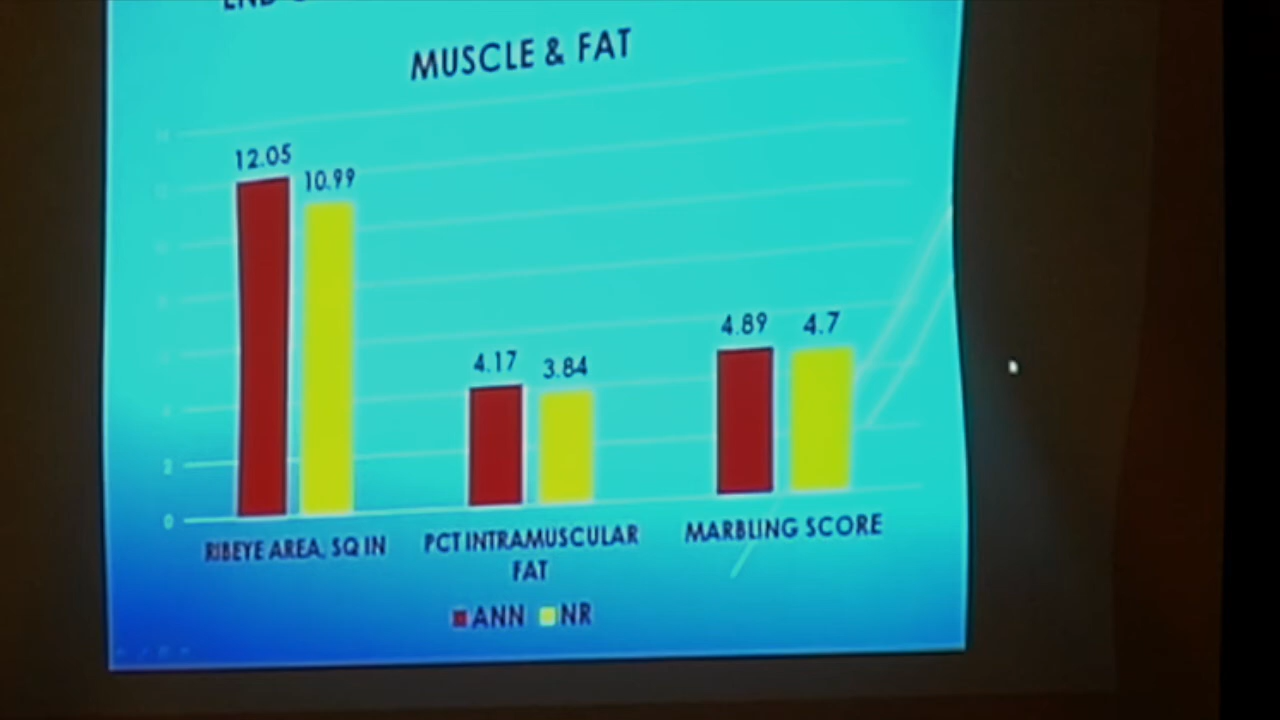 MUSCLE & FAT
12.05
10.99
4.17
3.84
4.89
4.7
2
0
RIBEYE AREA, SQ IN
PCT INTRAMUSCULAR
FAT
MARBLING SCORE
ANN NR